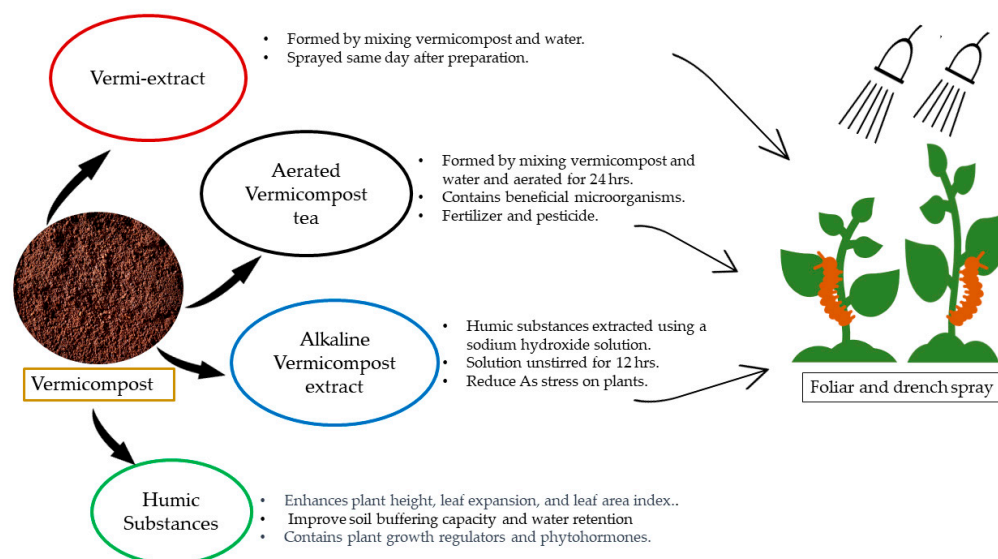 Vermi-extract
• Formed by mixing vermicompost and water.
• Sprayed same day after preparation.
Aerated
Vermicompost
tea
• Formed by mixing vermicompost and
water and aerated for 24 hrs.
• Contains beneficial microorganisms.
• Fertilizer and pesticide.
Vermicompost
Alkaline
Vermicompost
extract
• Humic substances extracted using a
sodium hydroxide solution.
• Solution unstirred for 12 hrs.
• Reduce As stress on plants.
Foliar and drench spray
Humic
Substances
• Enhances plant height, leaf expansion, and leaf area index..
• Improve soil buffering capacity and water retention
• Contains plant growth regulators and phytohormones.